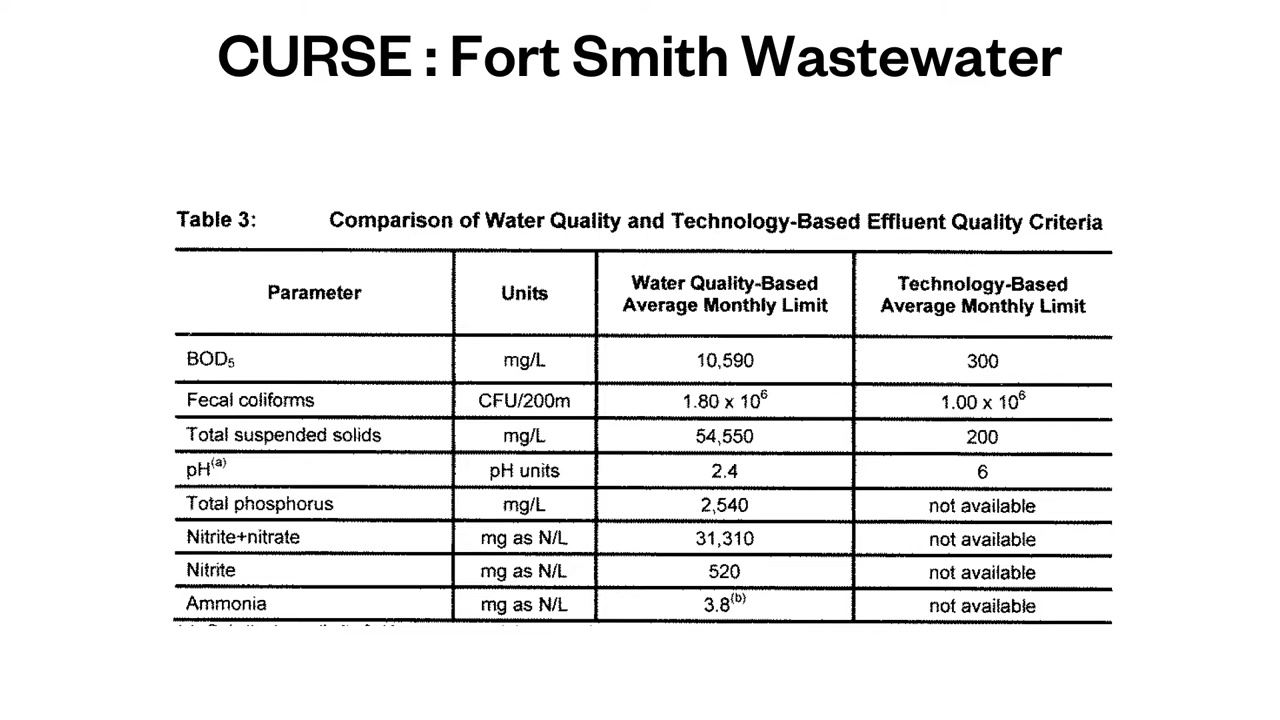 CURSE : Fort Smith Wastewater
Table 3: Comparison of Water Quality and Technology-Based Effluent Quality Criteria
Parameter Units Water Quality-Based Average Monthly Limit Technology-Based Average Monthly Limit
BOD₅ mg/L 10,590 300
Fecal coliforms CFU/200m 1.80 x 10⁶ 1.00 x 10⁶
Total suspended solids mg/L 54,550 200
pH⁽ᵃ⁾ pH units 2.4 6
Total phosphorus mg/L 2,540 not available
Nitrite+nitrate mg as N/L 31,310 not available
Nitrite mg as N/L 520 not available
Ammonia mg as N/L 3.8⁽ᵇ⁾ not available